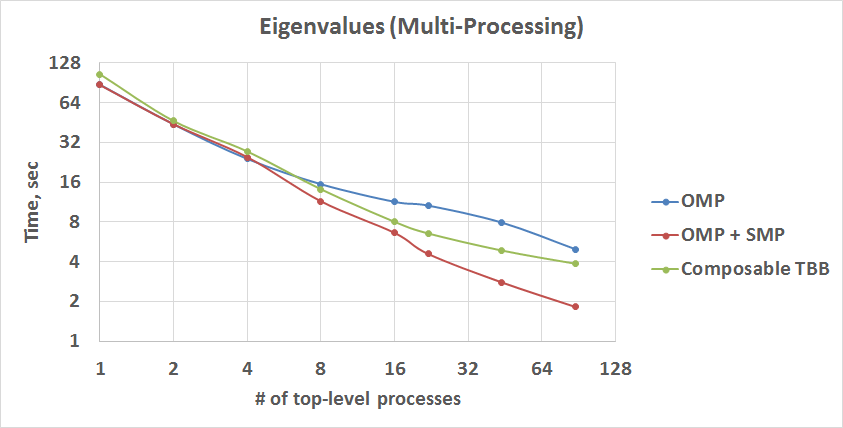 Eigenvalues (Multi-Processing)
128
64
32
16
8
4
2
1
Time, sec
1 2 4 8 16 32 64 128
# of top-level processes
OMP
OMP + SMP
Composable TBB